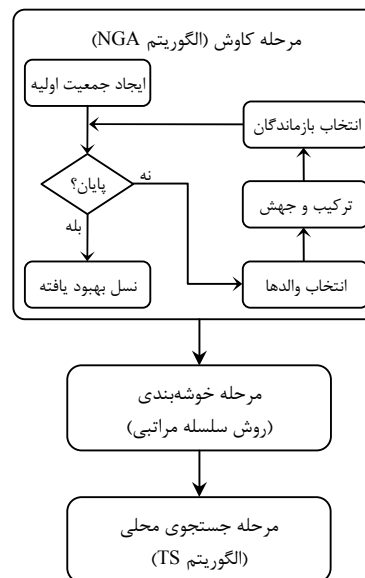 مرحله کاوش (الگوریتم NGA)
ایجاد جمعیت اولیه
انتخاب بازماندگان
پایان؟
نه
بله
ترکیب و جهش
نسل بهبود یافته
انتخاب والدها
مرحله خوشه‌بندی
(روش سلسله مراتبی)
مرحله جستجوی محلی
(الگوریتم TS)